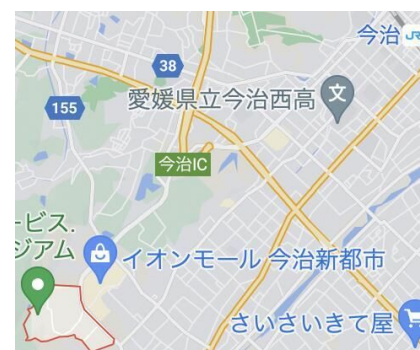 今治
JR
38
155
愛媛県立今治西高
文
今治IC
ービス.
ジアム
イオンモール 今治新都市
さいさいきて屋